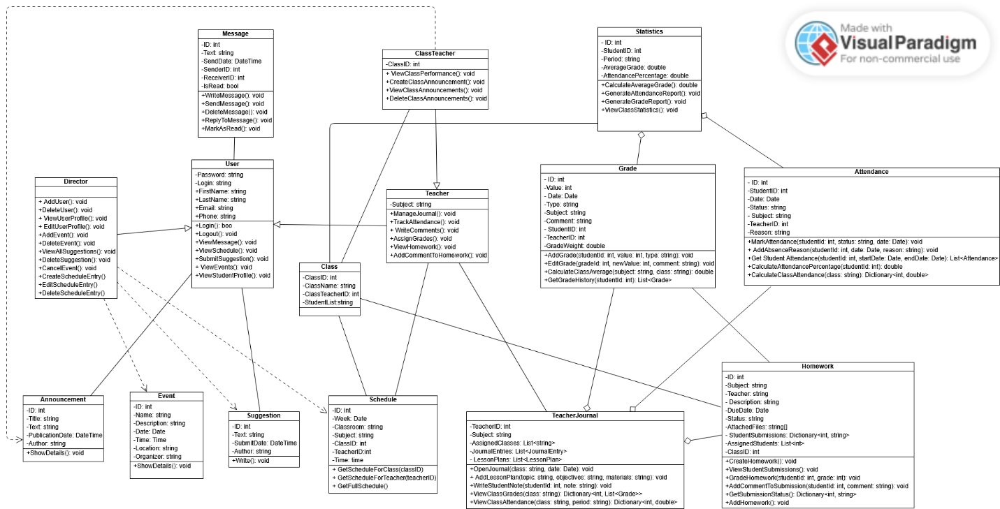 Made with
Visual Paradigm
For non-commercial use
Message
-ID: int
-Text: string
-SendDate: DateTime
-SenderID: int
-ReceiverID: int
-IsRead: bool
+WriteMessage(): void
+SendMessage(): void
+DeleteMessage(): void
+ReplyToMessage(): void
+MarkAsRead(): void
ClassTeacher
-ClassID: int
+ ViewClassPerformance(): void
+CreateClassAnnouncement(): void
+ViewClassAnnouncements(): void
+DeleteClassAnnouncements(): void
Statistics
- ID: int
-StudentID: int
-Period: string
-AverageGrade: double
-AttendancePercentage: double
+CalculateAverageGrade(): double
+GenerateAttendanceReport(): void
+GenerateGradeReport(): void
+ViewClassStatistics(): void
Director
+ AddUser(): void
+DeleteUser(): void
+ ViewUserProfile(): void
+ EditUserProfile(): void
+AddEvent(): void
+DeleteEvent(): void
+ViewAllSuggestions(): void
+DeleteSuggestion(): void
+CancelEvent(): void
+CreateScheduleEntry()
+EditScheduleEntry()
+DeleteScheduleEntry()
User
-Password: string
-Login: string
+FirstName: string
+LastName: string
+Email: string
+Phone: string
+Login(): boo
+Logout(): void
+ViewMessage(): void
+ViewSchedule(): void
+SubmitSuggestion(): void
+ ViewEvents(): void
+ViewStudentProfile(): void
Teacher
-Subject: string
+ManageJournal(): void
+TrackAttendance(): void
+ WriteComments(): void
+AssignGrades(): void
+ViewHomework(): void
+AddCommentToHomework(): void
Grade
- ID: int
-Value: int
- Date: Date
-Type: string
-Subject: string
-Comment: string
- StudentID: int
-TeacherID: int
-GradeWeight: double
+AddGrade(studentId: int, value: int, type: string): void
+EditGrade(gradeId: int, newValue: int, comment: string): void
+CalculateClassAverage(subject: string, class: string): double
+GetGradeHistory(studentId: int): List<Grade>
Attendance
- ID: int
-StudentID: int
-Date: Date
-Status: string
- Subject: string
-TeacherID: int
-Reason: string
+MarkAttendance(studentId: int, status: string, date: Date): void
+ AddAbsenceReason(studentId: int, date: Date, reason: string): void
+Get Student Attendance(studentId: int, startDate: Date, endDate: Date): List<Attendance>
+CalculateAttendancePercentage(studentId: int): double
+CalculateClassAttendance(class: string): Dictionary<int, double>
Class
-ClassID: int
-ClassName: string
-ClassTeacherID: int
-StudentList:string
Announcement
-ID: int
-Title: string
-Text: string
-PublicationDate: DateTime
-Author: string
+ShowDetails(): void
Event
-ID: int
-Name: string
-Description: string
-Date: Date
-Time: Time
-Location: string
-Organizer: string
+ShowDetails(): void
Suggestion
-ID: int
-Text: string
-SubmitDate: DateTime
-Author: string
+Write(): void
Schedule
-ID: int
-Week: Date
-Classroom: string
-Subject: string
-ClassID: int
-TeacherID:int
-Time: time
+ GetScheduleForClass(classID)
+ GetScheduleForTeacher(teacherID)
+ GetFullSchedule()
TeacherJournal
-TeacherID: int
-Subject: string
-AssignedClasses: List<string>
-JournalEntries: List<JournalEntry>
- LessonPlans: List<LessonPlan>
+OpenJournal(class: string, date: Date): void
+ AddLessonPlan(topic: string, objectives: string, materials: string): void
+WriteStudentNote(studentId: int, note: string): void
+ViewClassGrades(class: string): Dictionary<int, List<Grade>>
+ViewClassAttendance(class: string, period: string): Dictionary<int, double>
Homework
-ID: int
-Subject: string
-Teacher: string
- Description: string
-DueDate: Date
-Status: string
-AttachedFiles: string[]
- StudentSubmissions: Dictionary<int, string>
-AssignedStudents: List<int>
-ClassID: int
+CreateHomework(): void
+ViewStudentSubmissions(): void
+GradeHomework(studentId: int, grade: int): void
+AddCommentToSubmission(studentId: int, comment: string): void
+GetSubmissionStatus(): Dictionary<int, string>
+AddHomework(): void